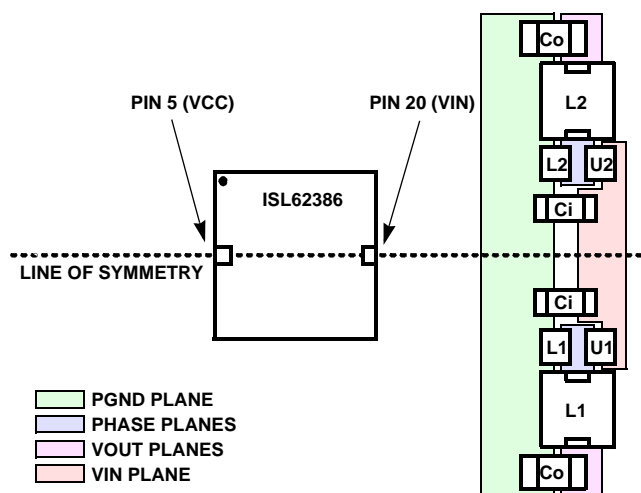 Co
L2
PIN 5 (VCC)
PIN 20 (VIN)
L2
U2
ISL62386
Ci
LINE OF SYMMETRY
Ci
L1
U1
L1
PGND PLANE
PHASE PLANES
VOUT PLANES
VIN PLANE
Co